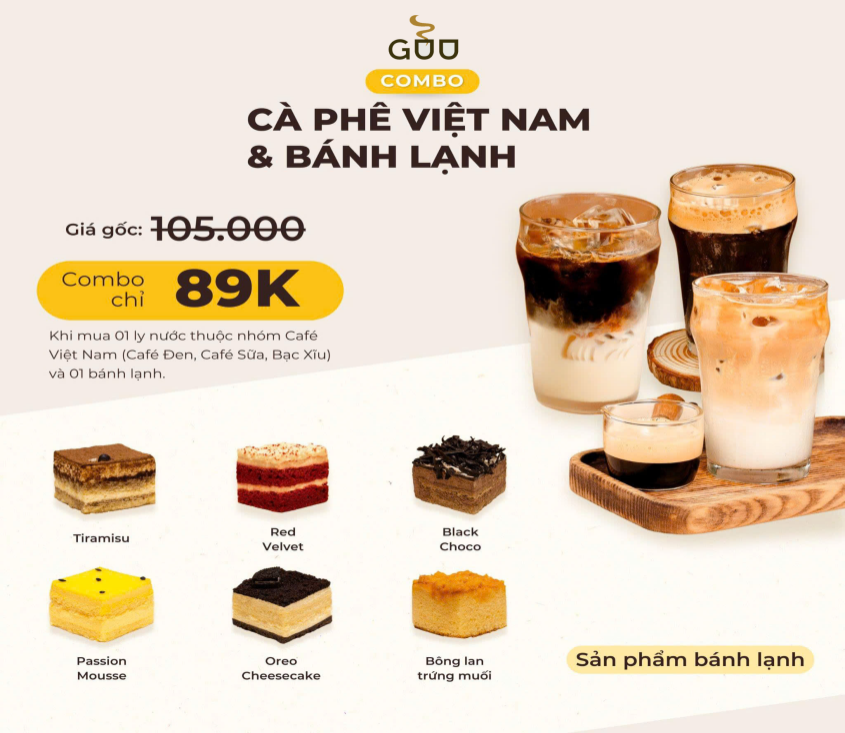 GUU
COMBO
CÀ PHÊ VIỆT NAM
& BÁNH LẠNH
Giá gốc: 105.000
Combo
chỉ
89K
Khi mua 01 ly nước thuộc nhóm Café
Việt Nam (Café Đen, Café Sữa, Bạc Xĩu)
và 01 bánh lạnh.
Tiramisu
Red
Velvet
Black
Choco
Passion
Mousse
Oreo
Cheesecake
Bông lan
trứng muối
Sản phẩm bánh lạnh